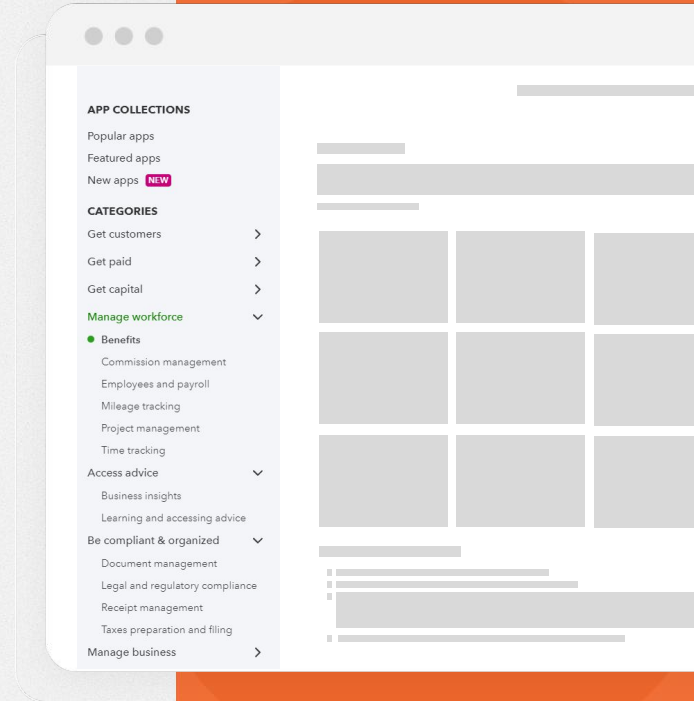 APP COLLECTIONS
Popular apps
Featured apps
New apps NEW
CATEGORIES
Get customers
Get paid
Get capital
Manage workforce
Benefits
Commission management
Employees and payroll
Mileage tracking
Project management
Time tracking
Access advice
Business insights
Learning and accessing advice
Be compliant & organized
Document management
Legal and regulatory compliance
Receipt management
Taxes preparation and filing
Manage business